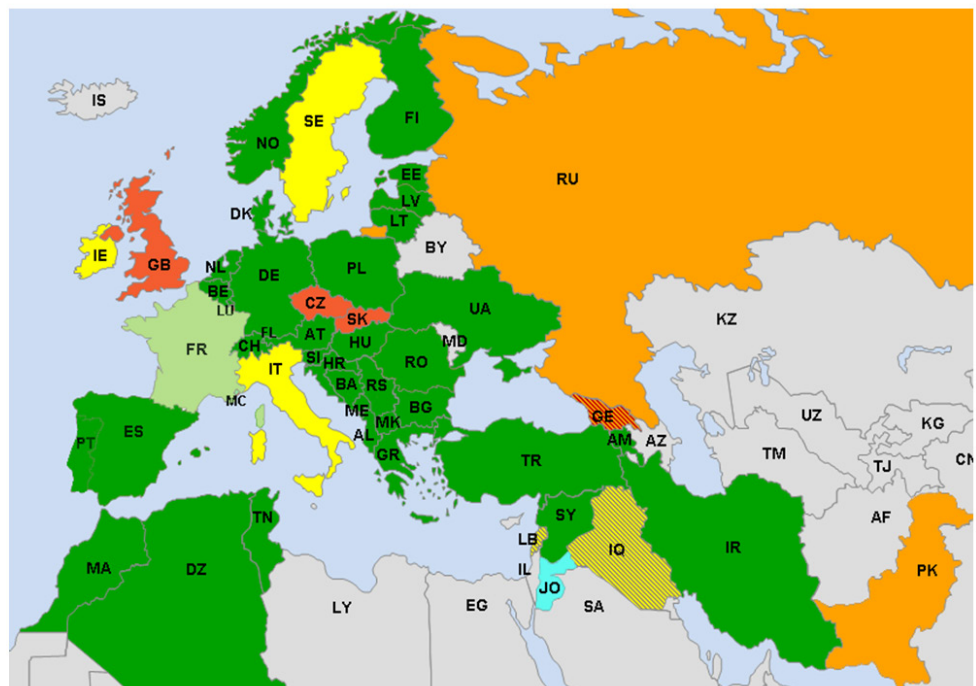 IS
SE
NO
FI
RU
EE
LV
LT
DK
BY
IE
GB
NL
BE
DE
PL
LU
CZ
SK
UA
KZ
FR
FL
CH
AT
HU
MD
IT
SI
HR
RO
MC
BA
RS
ME
MK
BG
AL
GR
PT
ES
GE
AM
AZ
UZ
KG
TM
TJ
CN
TR
TN
SY
LB
IQ
IR
AF
MA
DZ
IL
JO
PK
LY
EG
SA